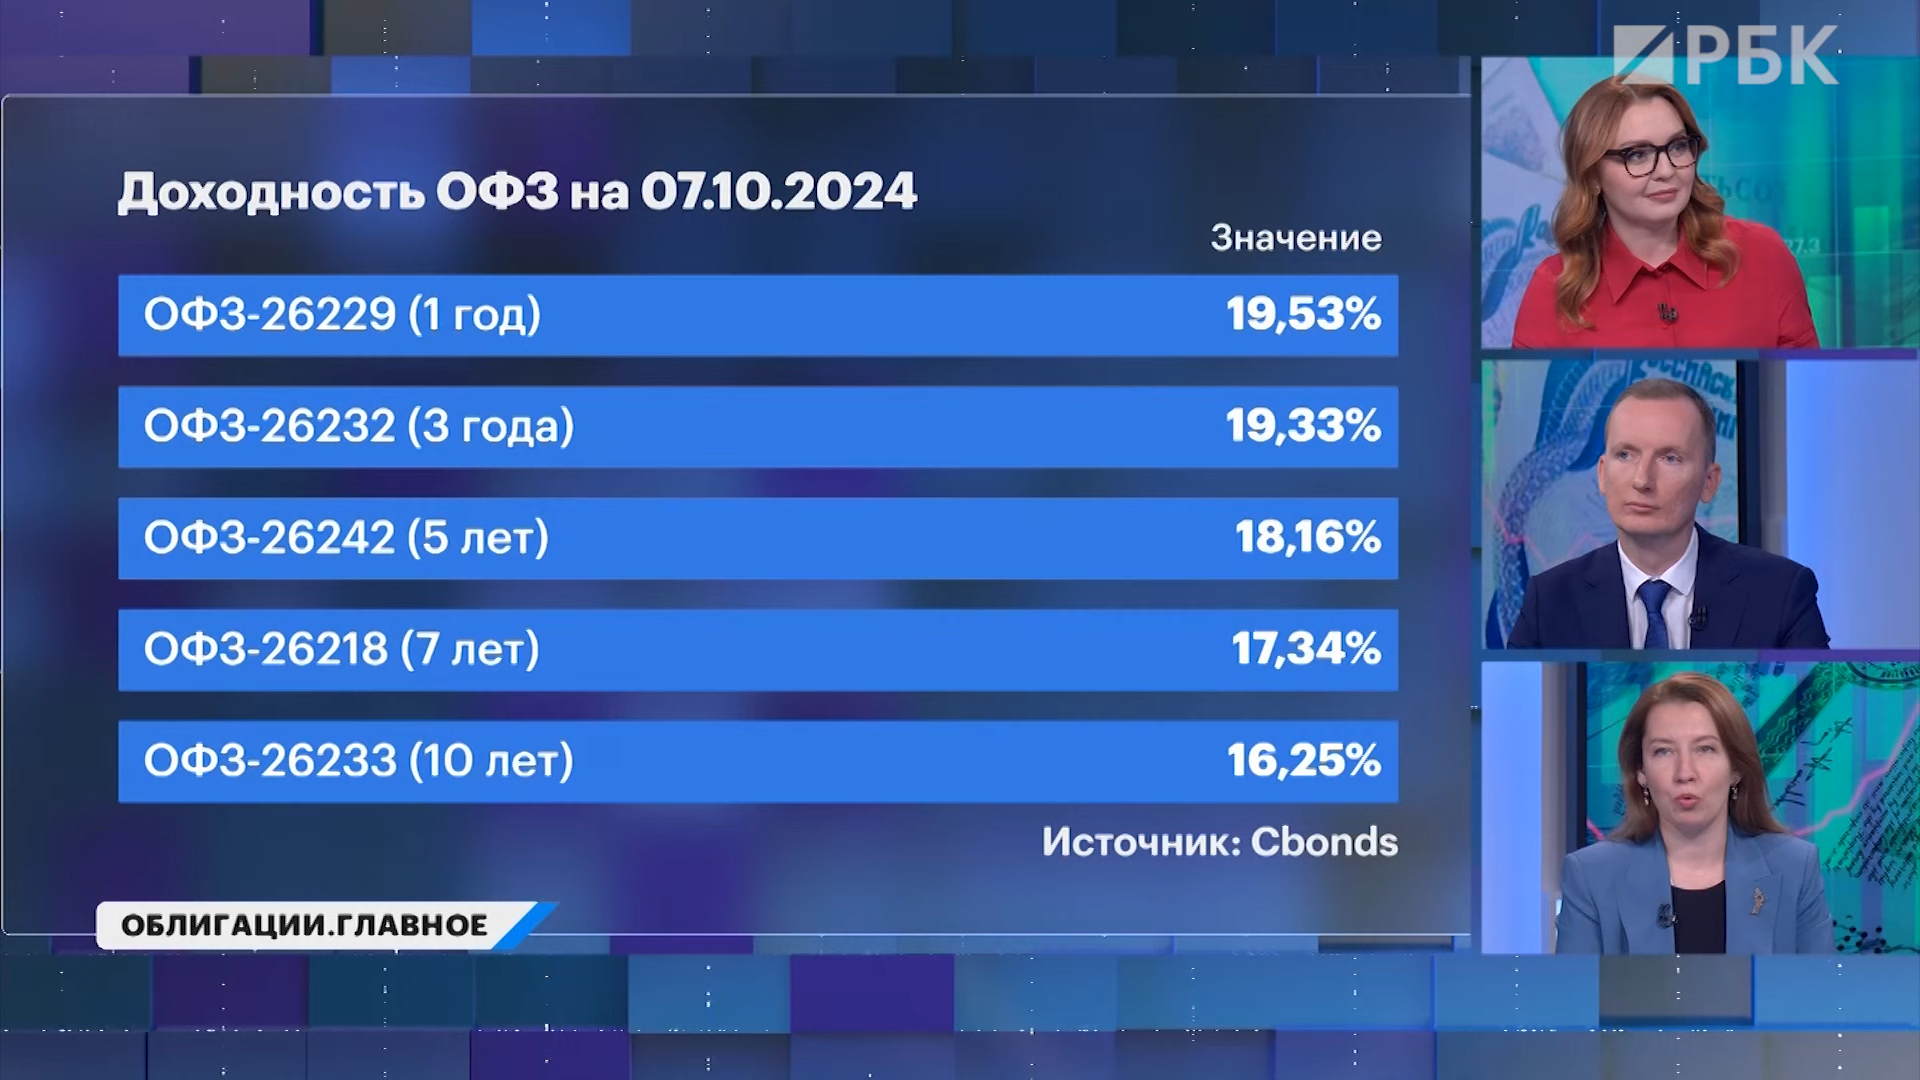 РБК
Доходность ОФЗ на 07.10.2024
Значение
ОФЗ-26229 (1 год) 19,53%
ОФЗ-26232 (3 года) 19,33%
ОФЗ-26242 (5 лет) 18,16%
ОФЗ-26218 (7 лет) 17,34%
ОФЗ-26233 (10 лет) 16,25%
Источник: Cbonds
ОБЛИГАЦИИ.ГЛАВНОЕ